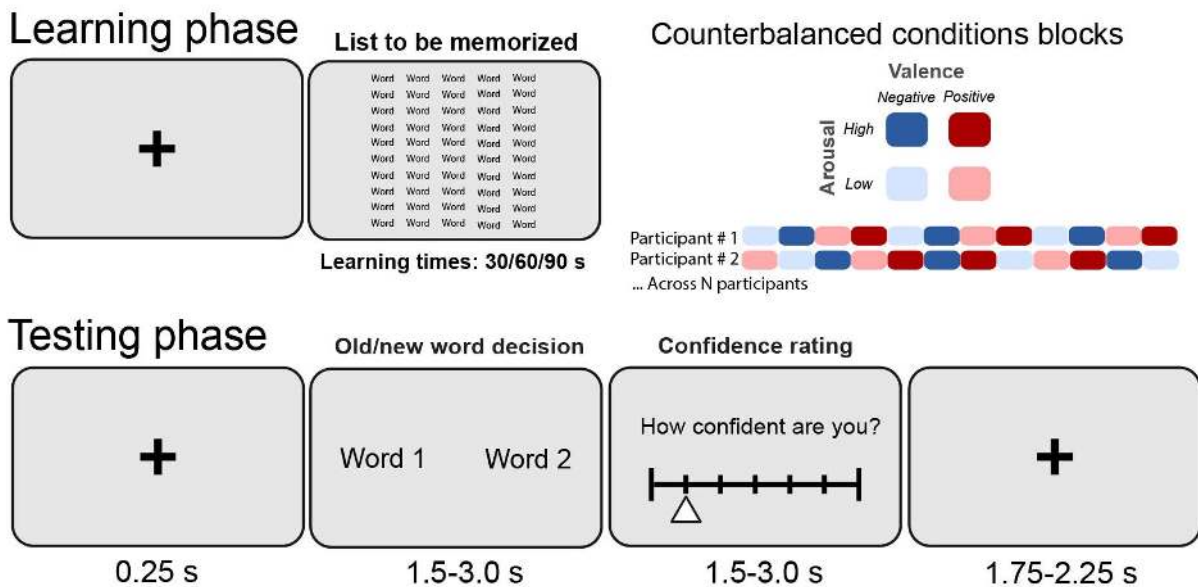 Learning phase
List to be memorized
Word Word Word Word Word
Word Word Word Word Word
Word Word Word Word Word
Word Word Word Word Word
Word Word Word Word Word
Word Word Word Word Word
Word Word Word Word Word
Word Word Word Word Word
Word Word Word Word Word
Word Word Word Word Word
Learning times: 30/60/90 s
Counterbalanced conditions blocks
Valence
Negative Positive
Arousal
High
Low
Participant # 1
Participant # 2
... Across N participants
Testing phase
Old/new word decision
Confidence rating
Word 1 Word 2
How confident are you?
0.25 s
1.5-3.0 s
1.5-3.0 s
1.75-2.25 s